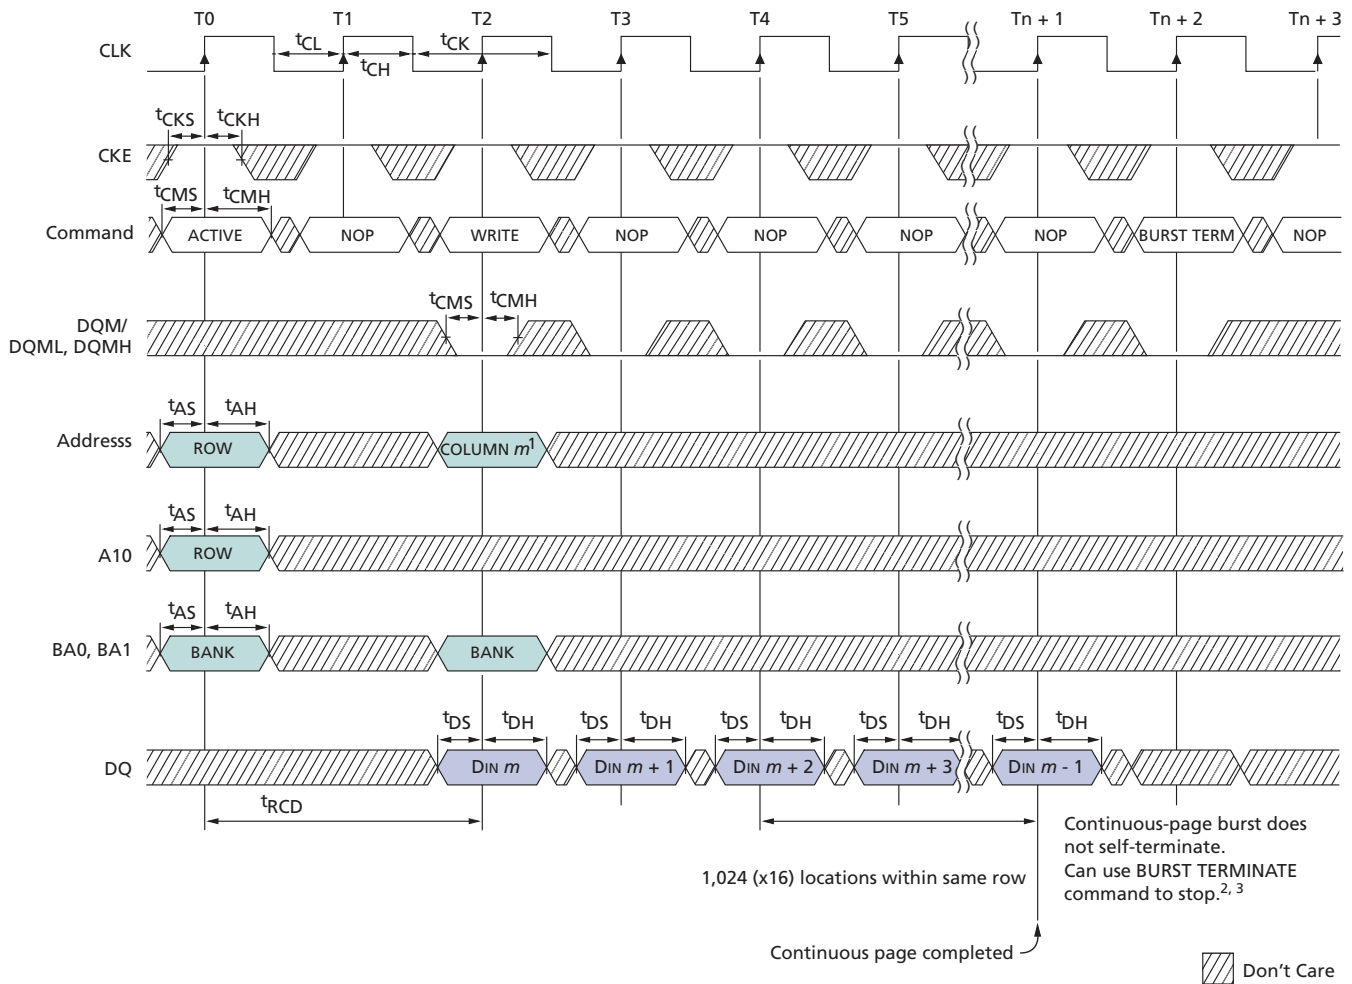 T0 T1 T2 T3 T4 T5 Tn + 1 Tn + 2 Tn + 3
CLK
tCL tCK
tCH
tCKS tCKH
CKE
tCMS tCMH
Command ACTIVE NOP WRITE NOP NOP NOP NOP BURST TERM NOP
tCMS tCMH
DQM/
DQML, DQMH
tAS tAH
Addresss ROW COLUMN m1
tAS tAH
A10 ROW
tAS tAH
BA0, BA1 BANK BANK
tDS tDH tDS tDH tDS tDH tDS tDH tDS tDH
DQ DIN m DIN m + 1 DIN m + 2 DIN m + 3 DIN m - 1
tRCD
Continuous-page burst does
not self-terminate.
Can use BURST TERMINATE
command to stop.2, 3
1,024 (x16) locations within same row
Continuous page completed
Don't Care